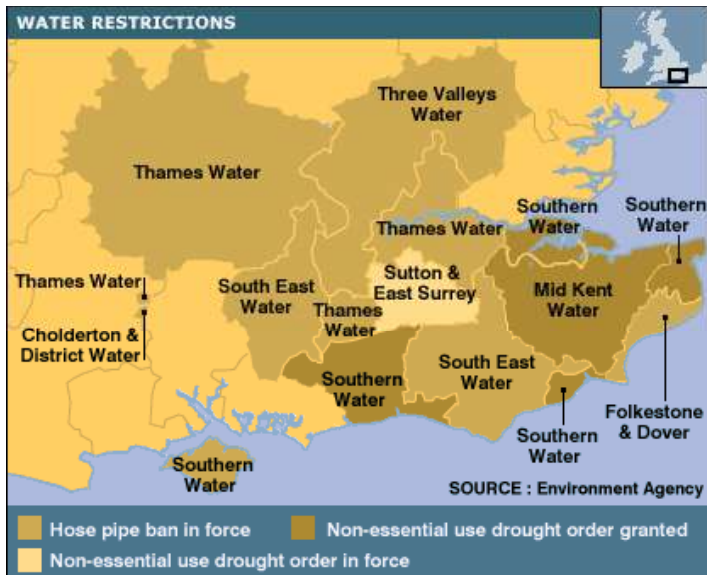 WATER RESTRICTIONS
Three Valleys
Water
Thames Water
Southern
Water
Southern
Water
Thames Water
Thames Water
South East
Water
Sutton &
East Surrey
Mid Kent
Water
Thames
Water
Cholderton &
District Water
Southern
Water
South East
Water
Southern
Water
Folkestone
& Dover
Southern
Water
SOURCE : Environment Agency
Hose pipe ban in force
Non-essential use drought order granted
Non-essential use drought order in force